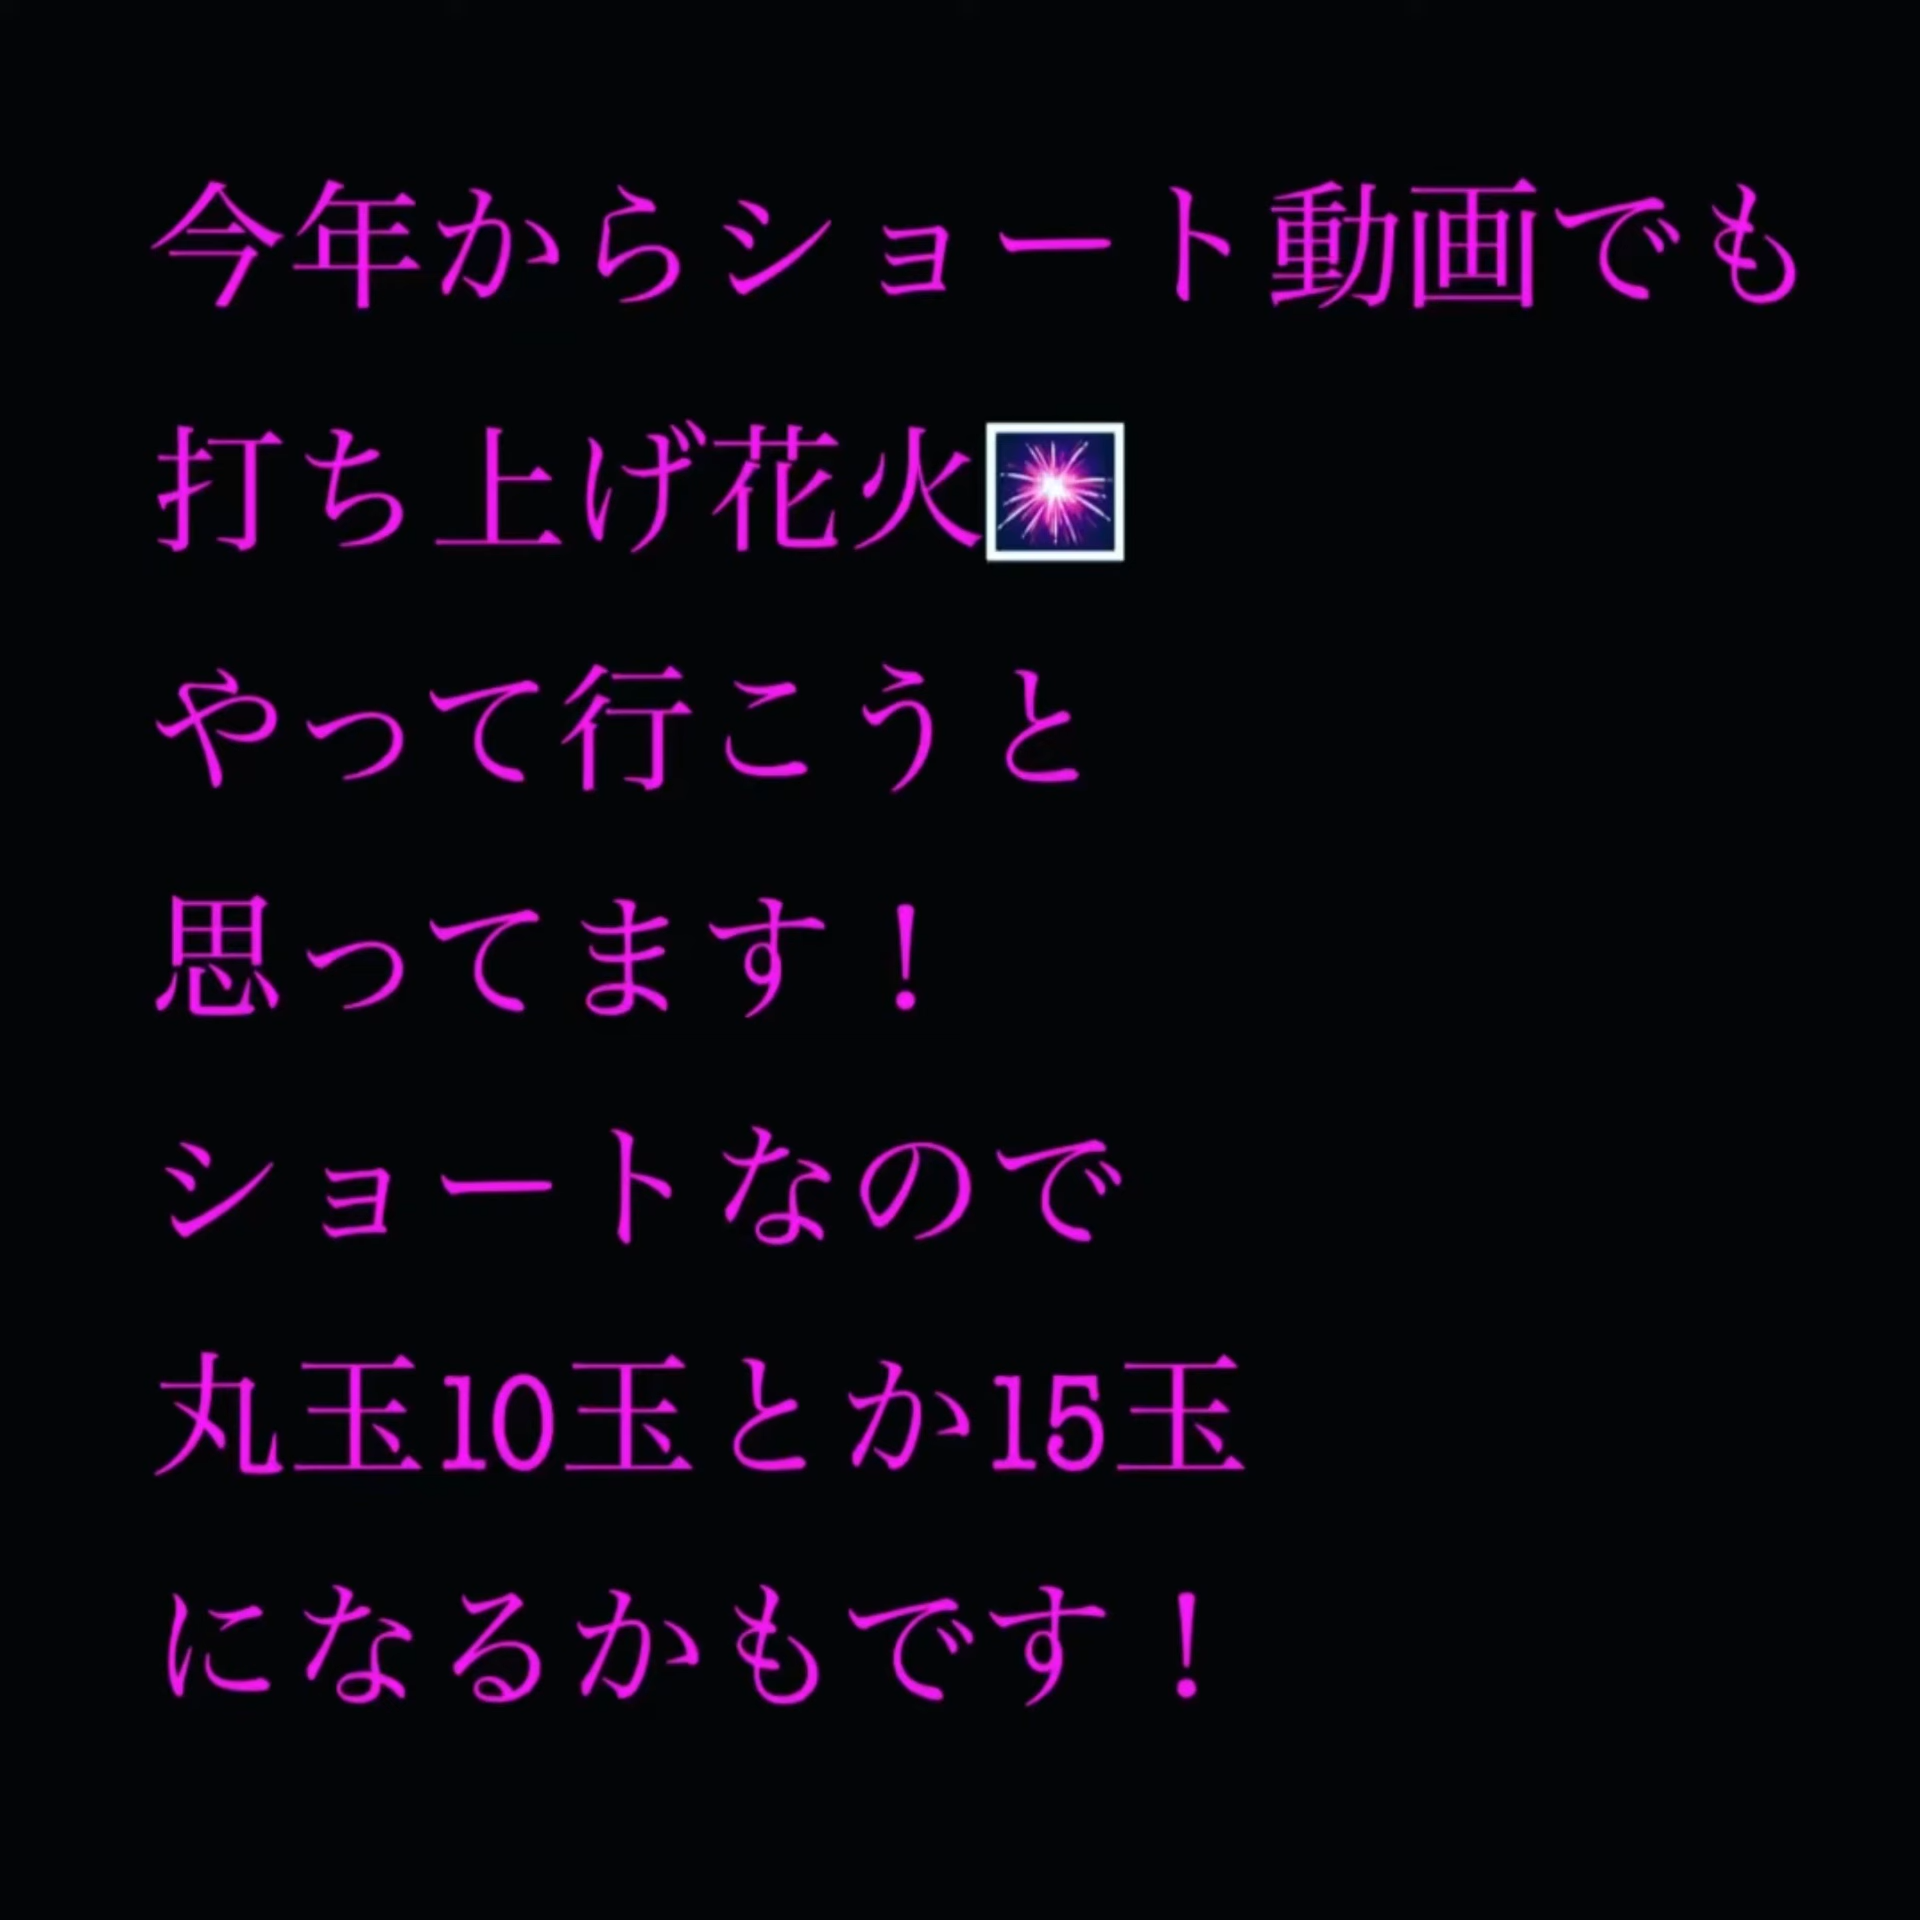 今年からショート動画でも
打ち上げ花火🎆
やって行こうと
思ってます！
ショートなので
丸玉10玉とか15玉
になるかもです！